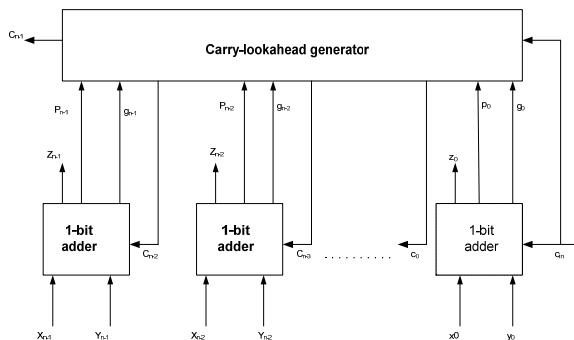 Cn-1
Carry-lookahead generator
Pn-1
gn-1
Pn-2
gn-2
p0
g0
Zn-1
Zn-2
z0
1-bit
adder
1-bit
adder
1-bit
adder
Cn-2
Cn-3
. . . . . . . . . .
c0
cin
Xn-1
Yn-1
Xn-2
Yn-2
x0
y0